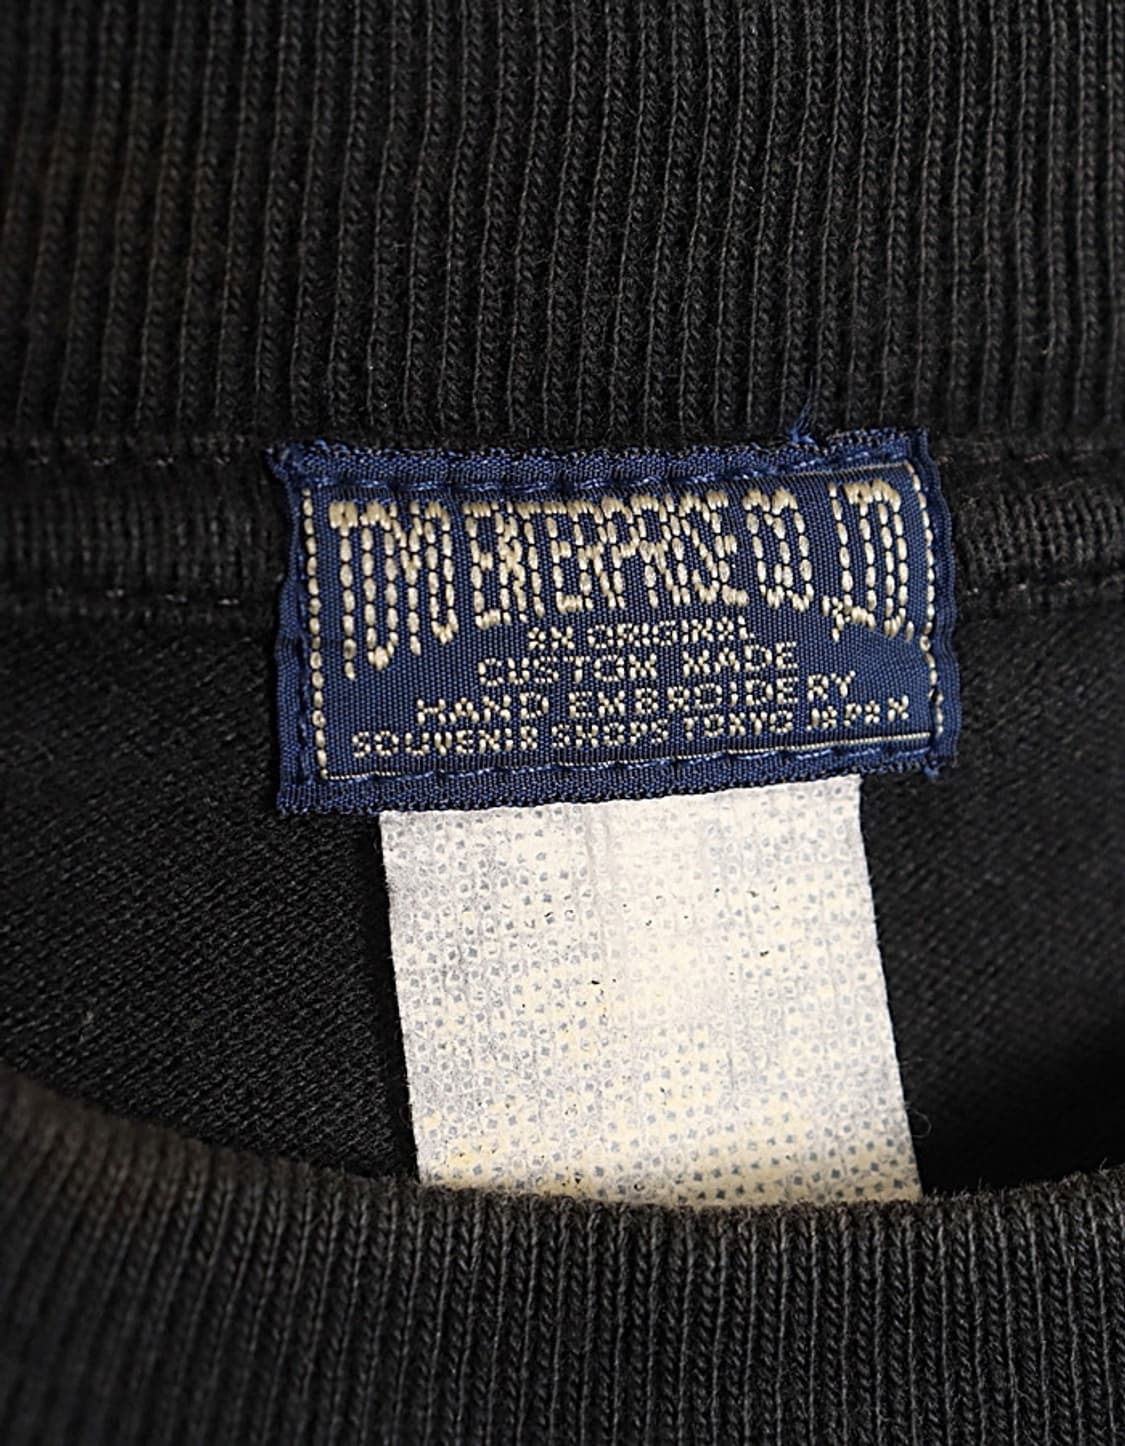 TOYO ENTERPRISE CO.,LTD.
AN ORIGINAL
CUSTOM MADE
HAND EMBROIDERY
SOUVENIR SHOPS TOKYO JAPAN